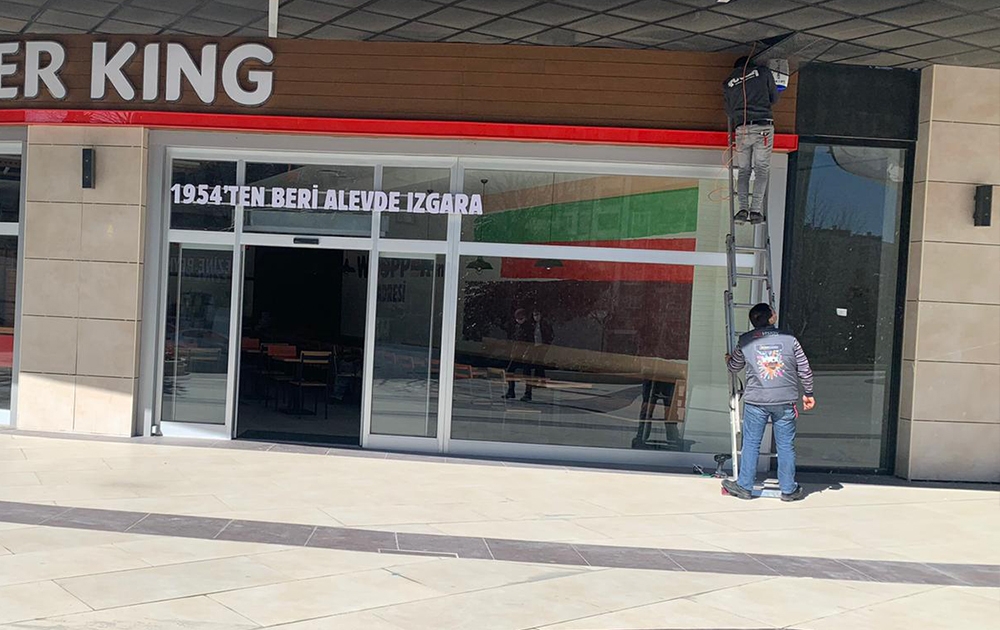 ER KING
1954'TEN BERİ ALEVDE IZGARA